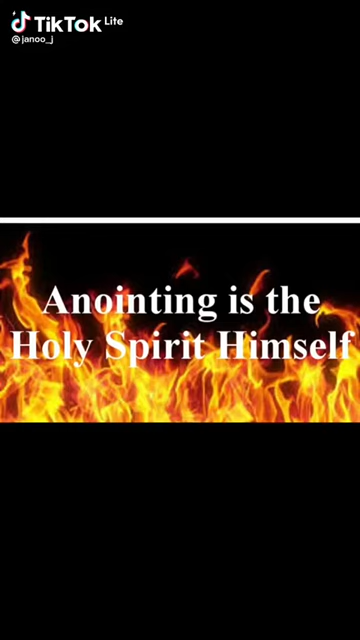 TikTok Lite
@janoo_j
Anointing is the
Holy Spirit Himself